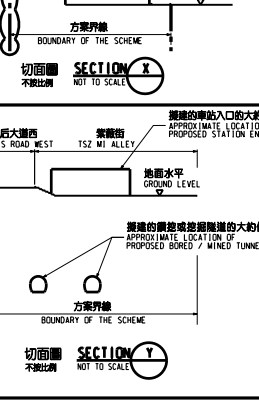 方案界線
BOUNDARY OF THE SCHEME
切面圖 SECTION X
不按比例 NOT TO SCALE
后大道西
S ROAD WEST
紫薇街
TSZ MI ALLEY
擬建的車站入口的大約
APPROXIMATE LOCATIO
PROPOSED STATION EN
地面水平
GROUND LEVEL
擬建的鑽挖或挖掘隧道的大約
APPROXIMATE LOCATION OF
PROPOSED BORED / MINED TUNNE
方案界線
BOUNDARY OF THE SCHEME
切面圖 SECTION Y
不按比例 NOT TO SCALE